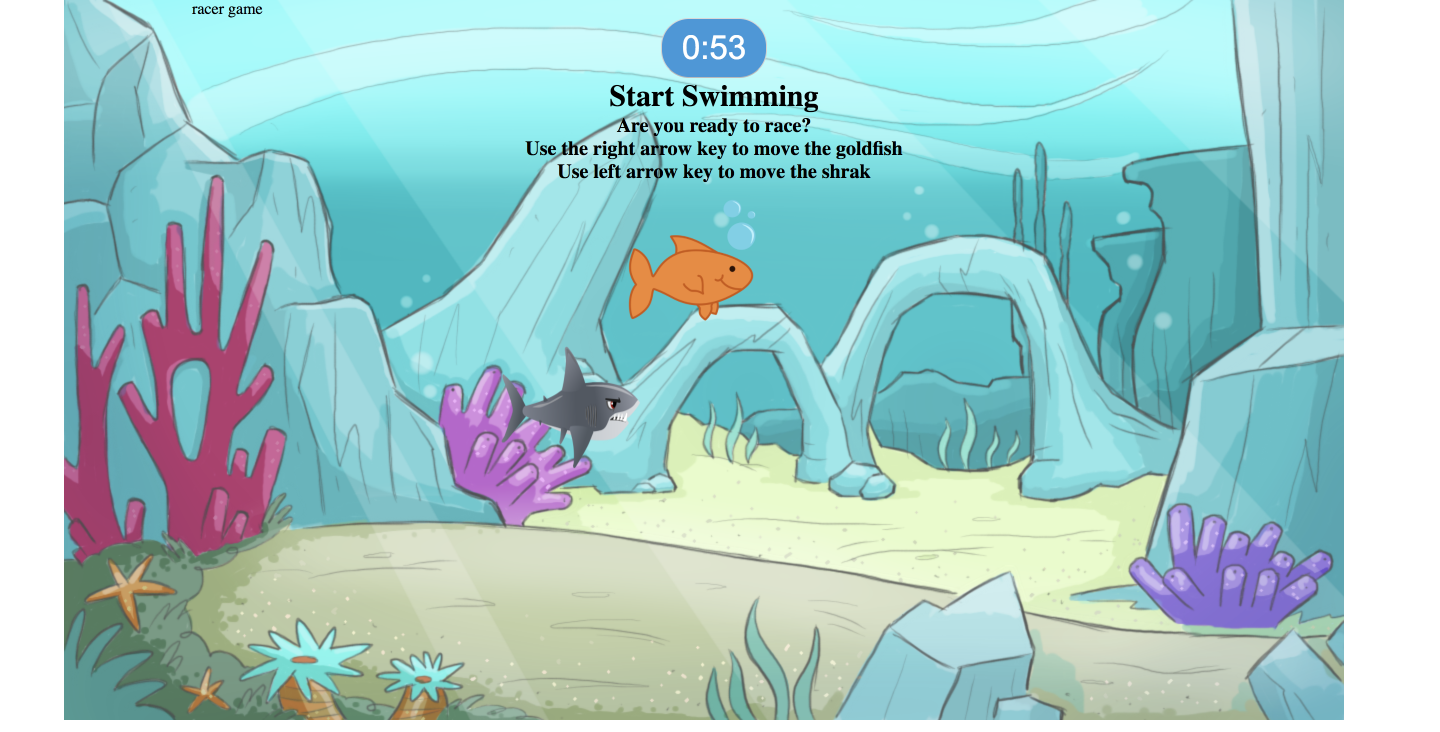 racer game
0:53
Start Swimming
Are you ready to race?
Use the right arrow key to move the goldfish
Use left arrow key to move the shrak